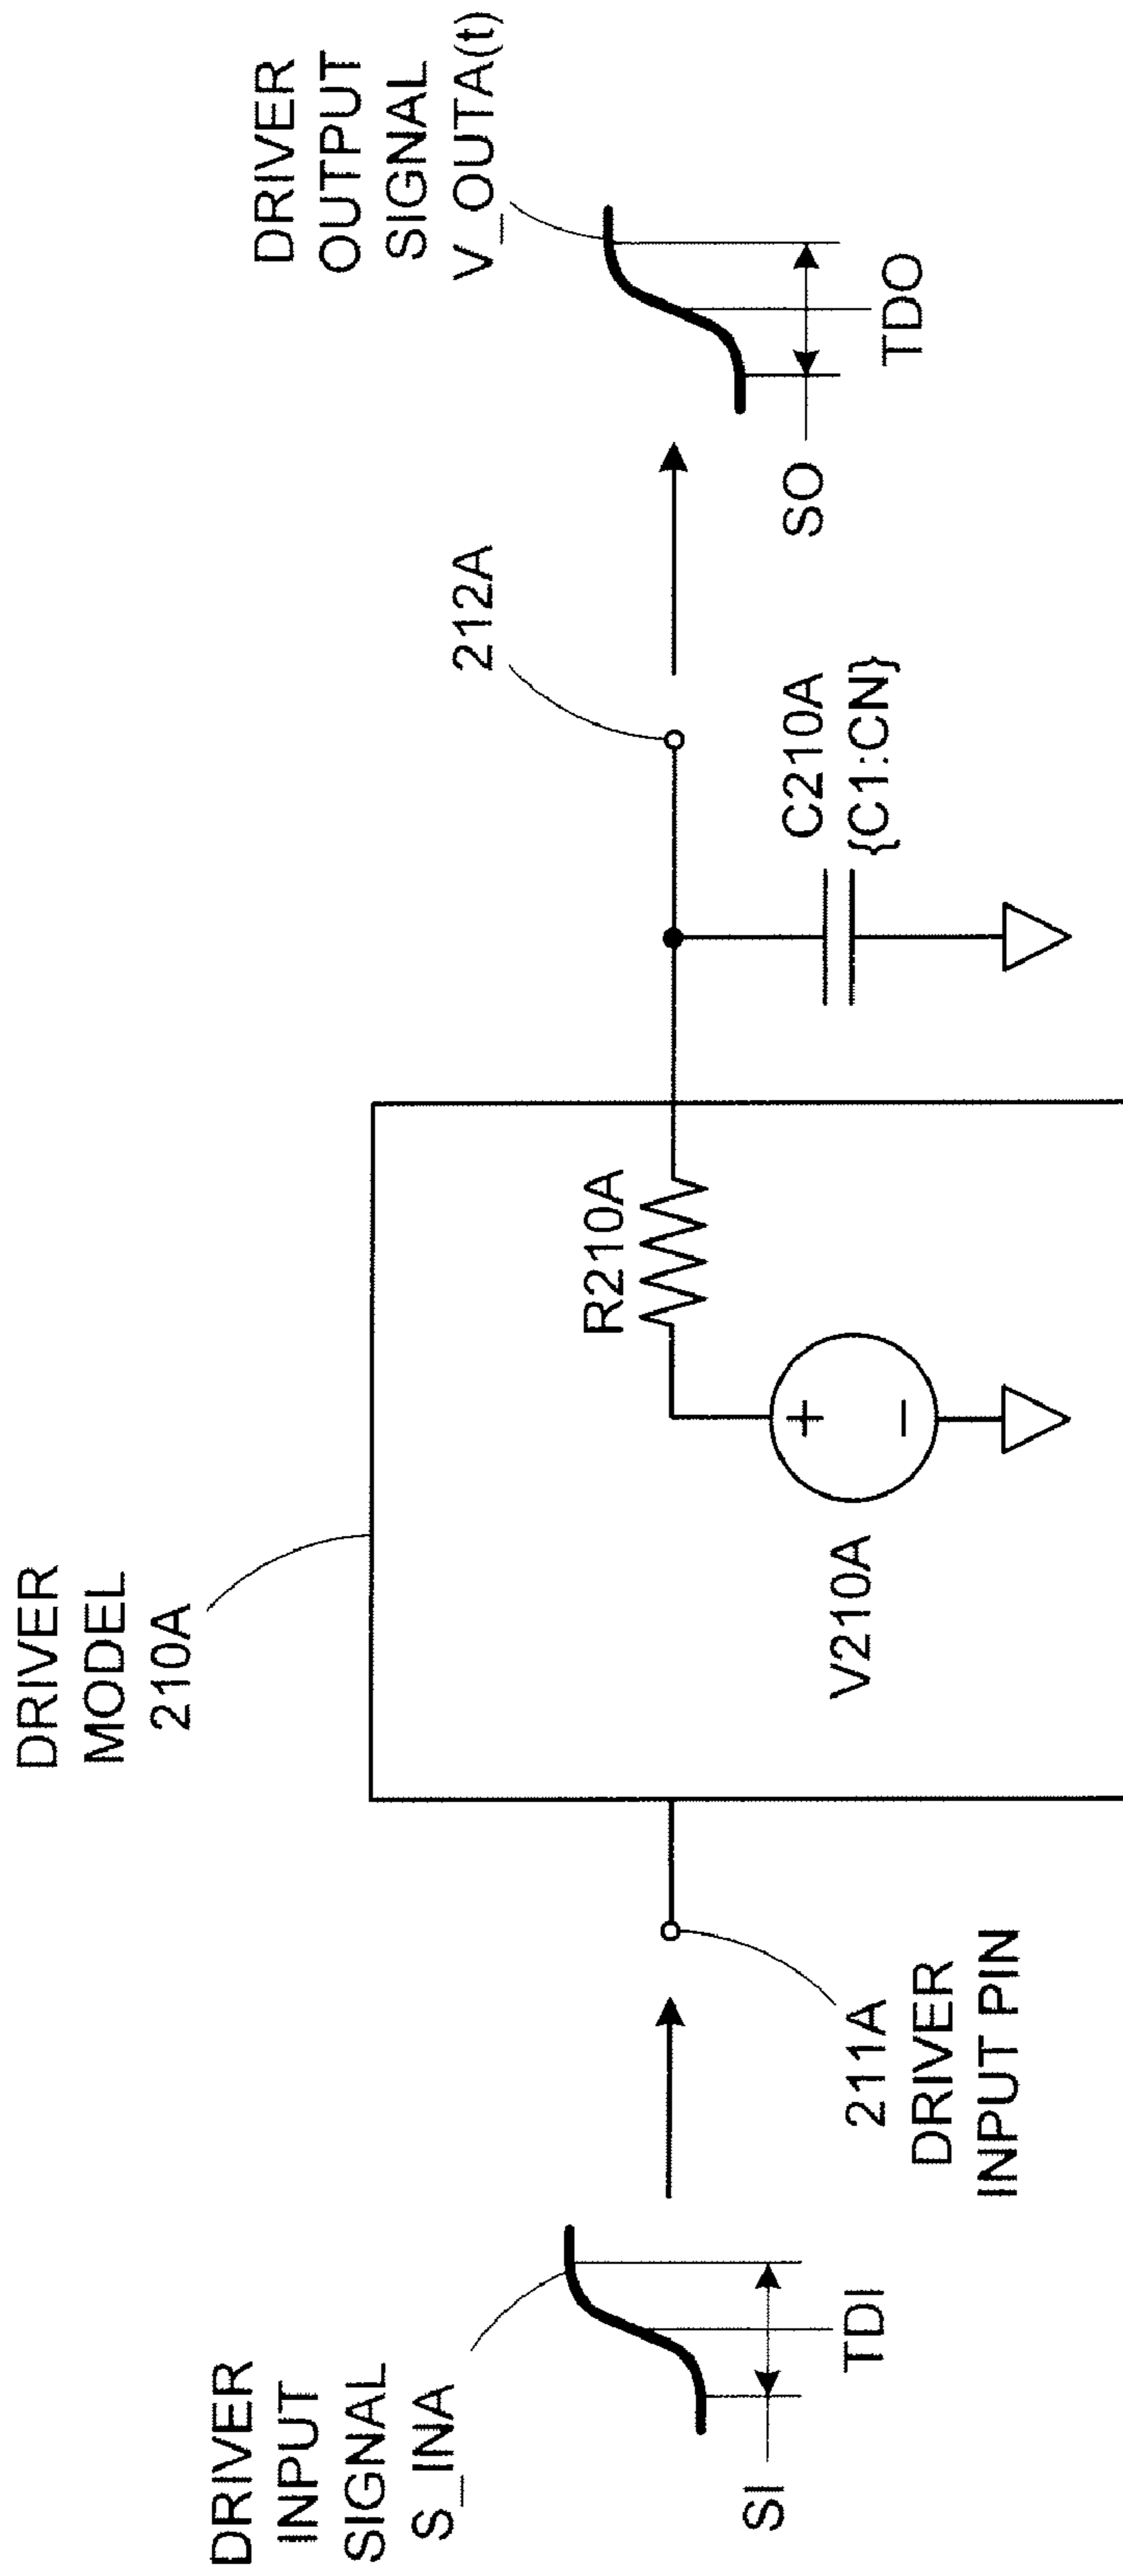 DRIVER
INPUT
SIGNAL
S_INA
SI
TDI
211A
DRIVER
INPUT PIN
DRIVER
MODEL
210A
V210A
+
−
R210A
C210A
{C1:CN}
212A
DRIVER
OUTPUT
SIGNAL
V_OUTA(t)
SO
TDO